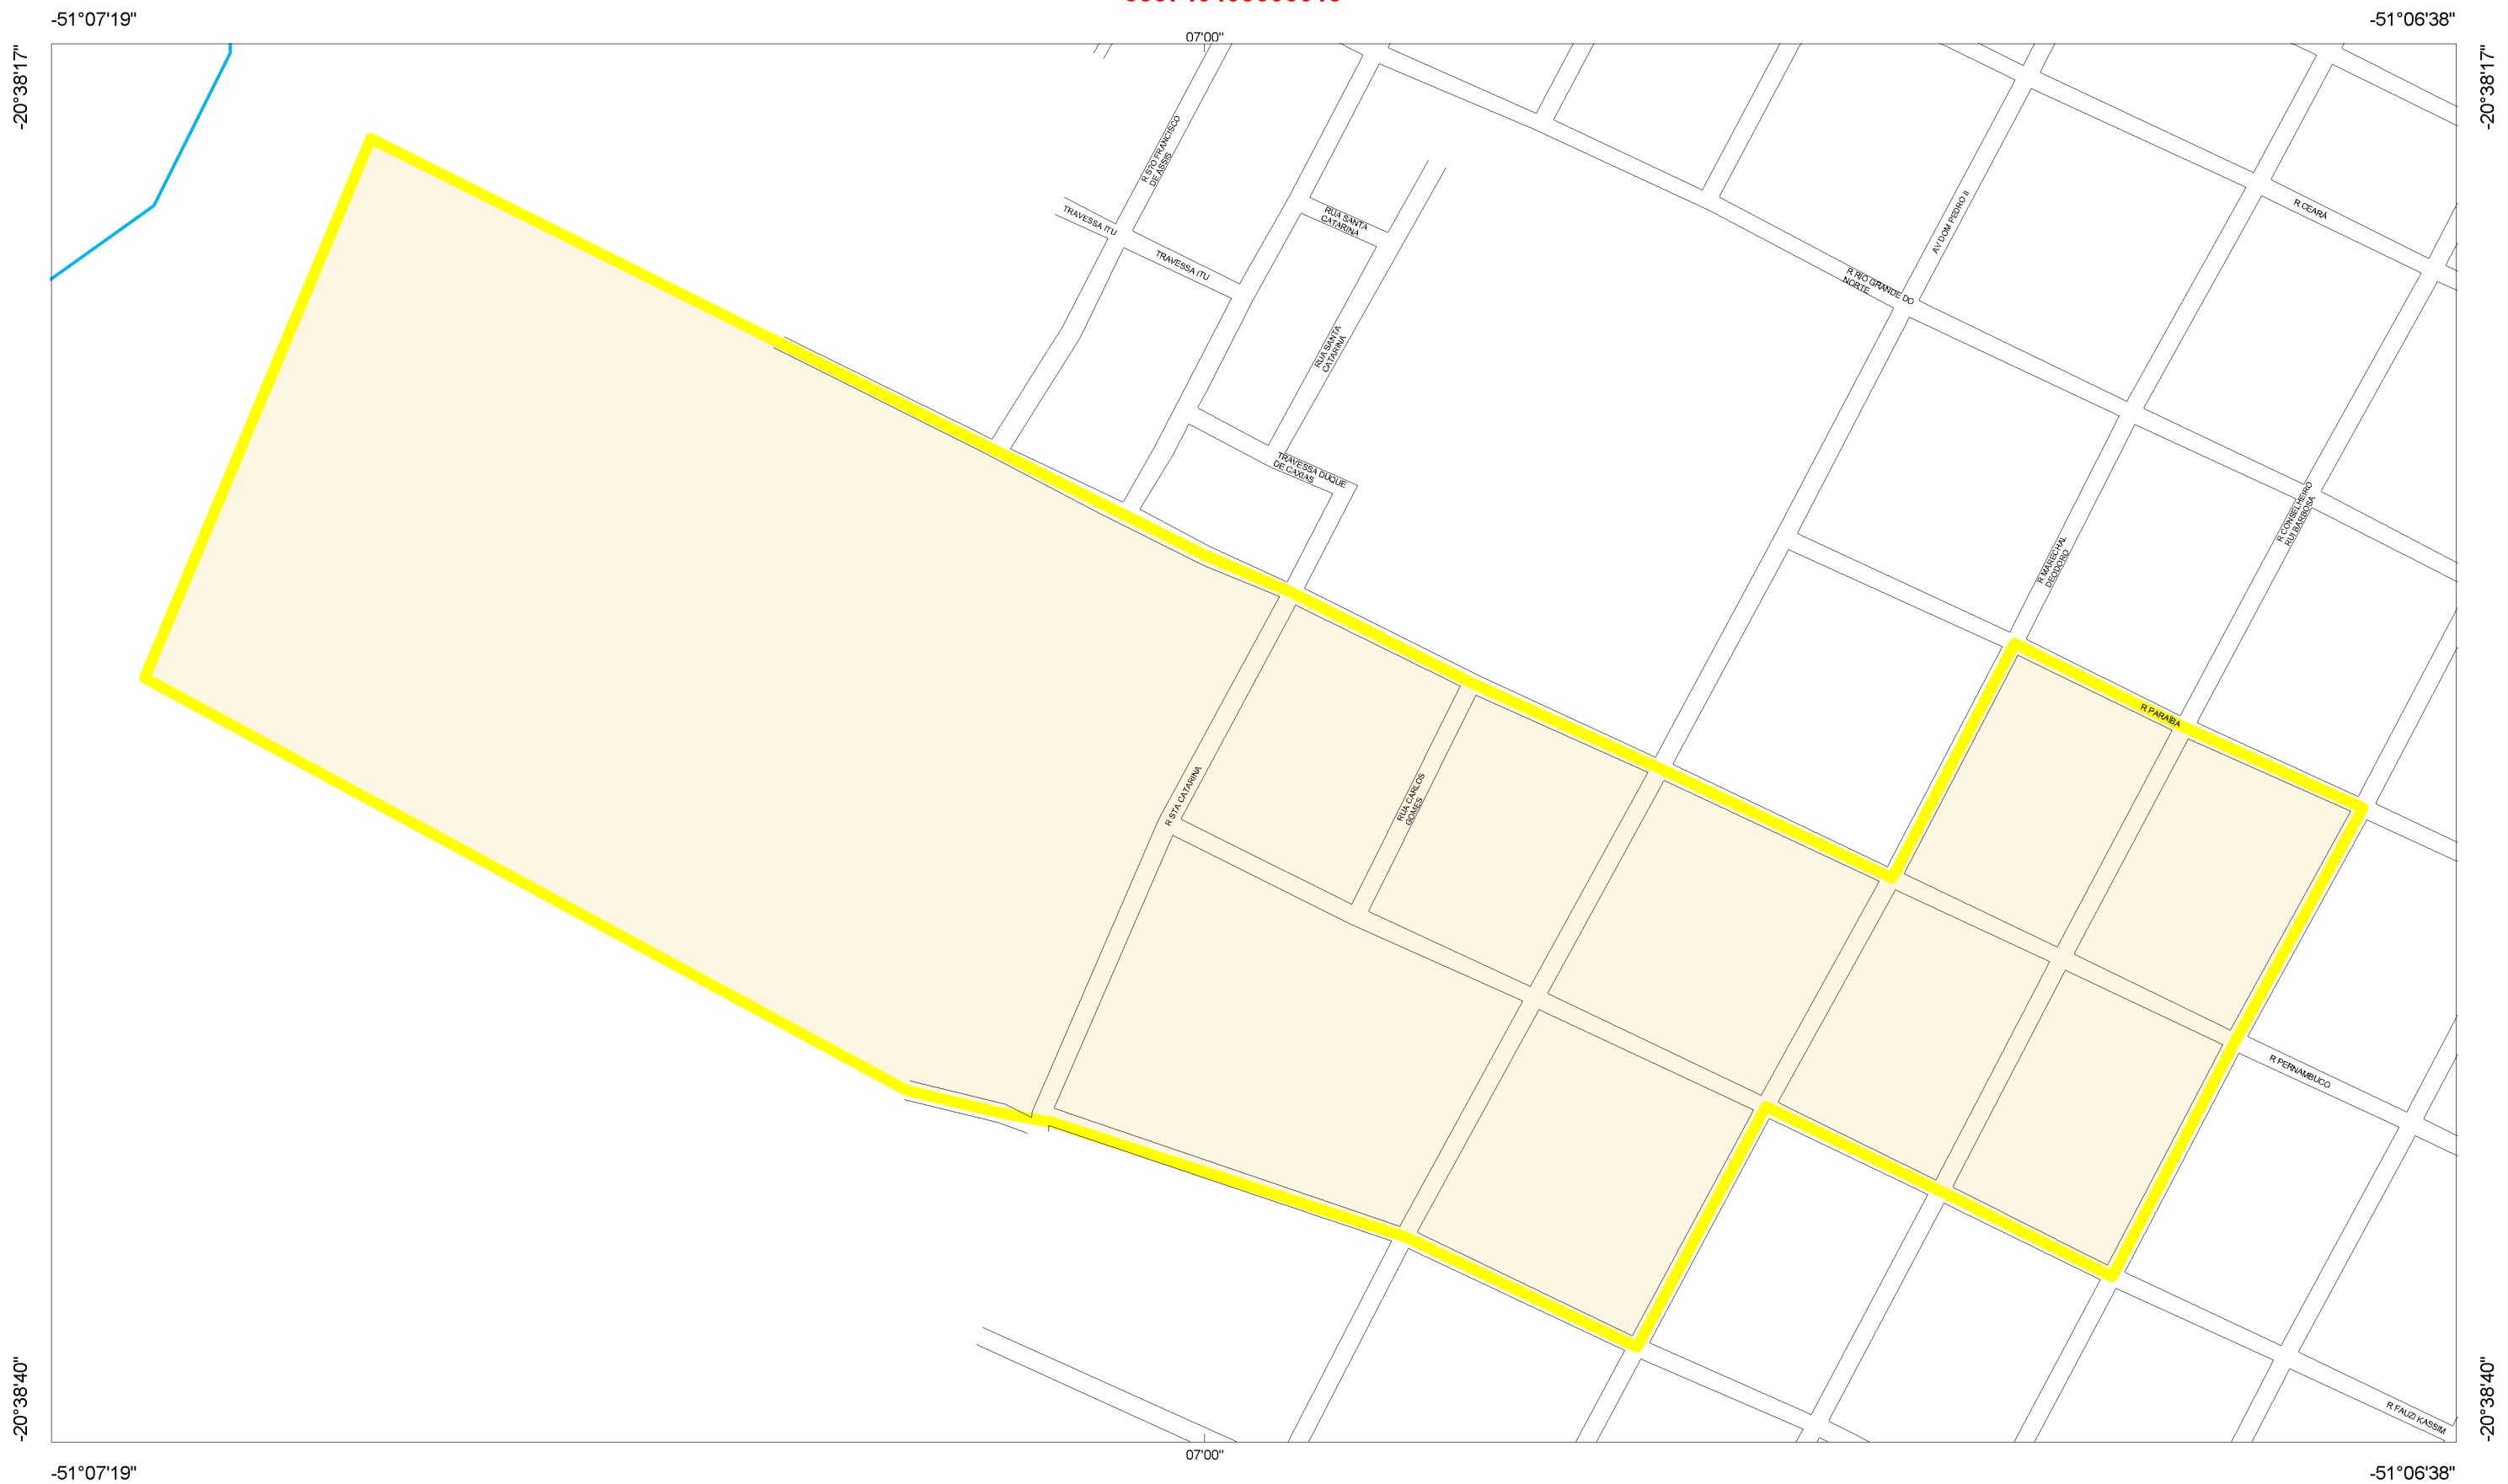 -51°07'19"
-51°06'38"
-20°38'17"
07'00"
-20°38'17"
R STO FRANCISCO
DE ASSIS
TRAVESSA ITU
TRAVESSA ITU
RUA SANTA
CATARINA
R CEARÁ
AV DOM PEDRO II
R RIO GRANDE DO
NORTE
RUA SANTA
CATARINA
TRAVESSA DUQUE
DE CAXIAS
R CONSELHEIRO
RUI BARBOSA
R MARECHAL
DEODORO
R PARAÍBA
R STA CATARINA
RUA CARLOS
GOMES
R PERNAMBUCO
R FAUZI KASSIM
-20°38'40"
07'00"
-20°38'40"
-51°07'19"
-51°06'38"